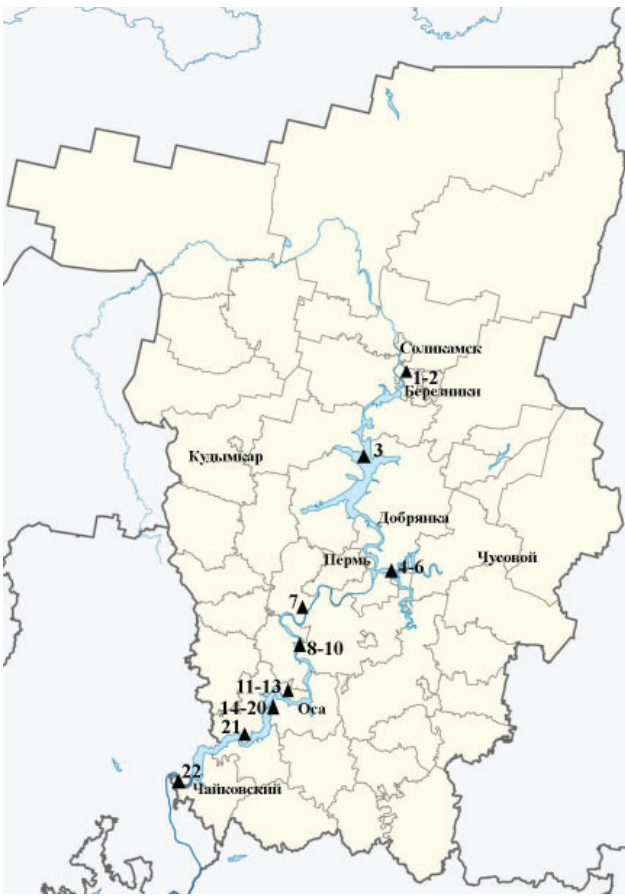 Соликамск
1-2
Березники
3
Кудымкар
Добрянка
Пермь
4-6
Чусовой
7
8-10
11-13
14-20
Оса
21
22
Чайковский